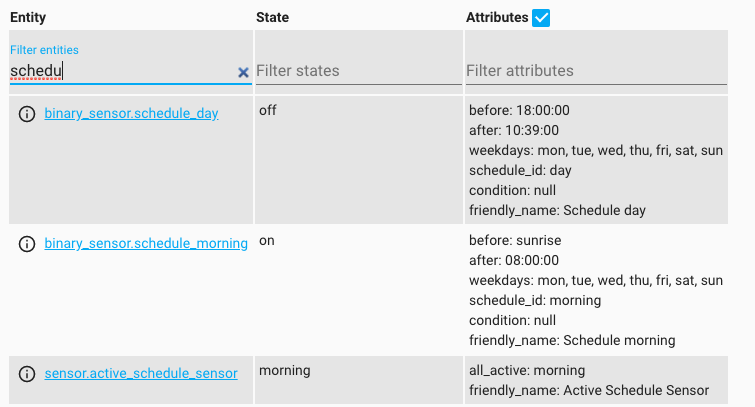 Entity State Attributes
Filter entities
schedu Filter states Filter attributes
binary_sensor.schedule_day off before: 18:00:00
after: 10:39:00
weekdays: mon, tue, wed, thu, fri, sat, sun
schedule_id: day
condition: null
friendly_name: Schedule day
binary_sensor.schedule_morning on before: sunrise
after: 08:00:00
weekdays: mon, tue, wed, thu, fri, sat, sun
schedule_id: morning
condition: null
friendly_name: Schedule morning
sensor.active_schedule_sensor morning all_active: morning
friendly_name: Active Schedule Sensor